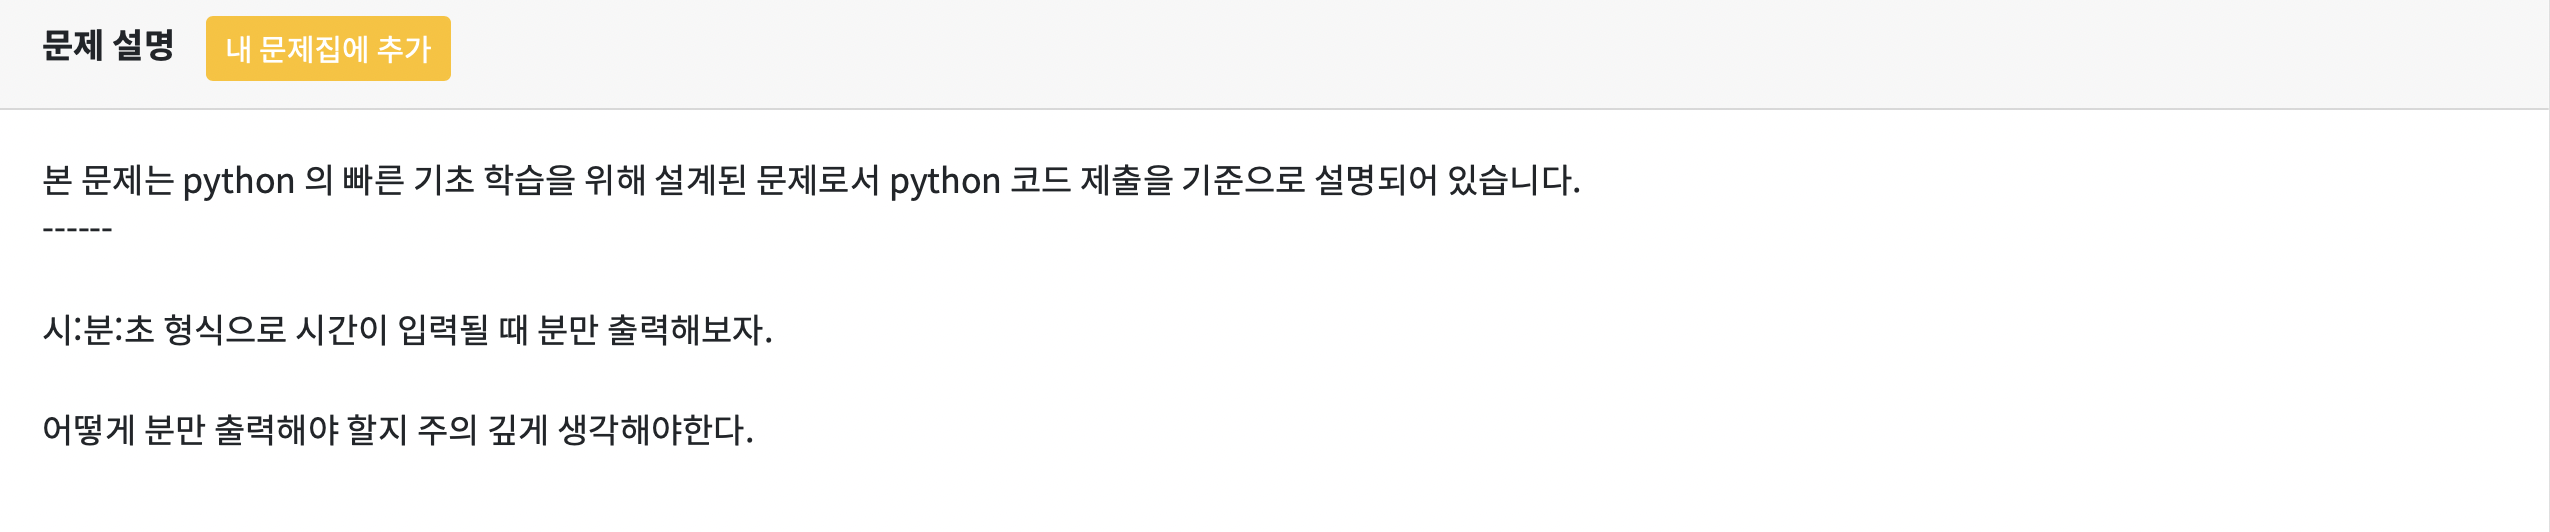 문제 설명 내 문제집에 추가
본 문제는 python 의 빠른 기초 학습을 위해 설계된 문제로서 python 코드 제출을 기준으로 설명되어 있습니다.
------
시:분:초 형식으로 시간이 입력될 때 분만 출력해보자.
어떻게 분만 출력해야 할지 주의 깊게 생각해야한다.